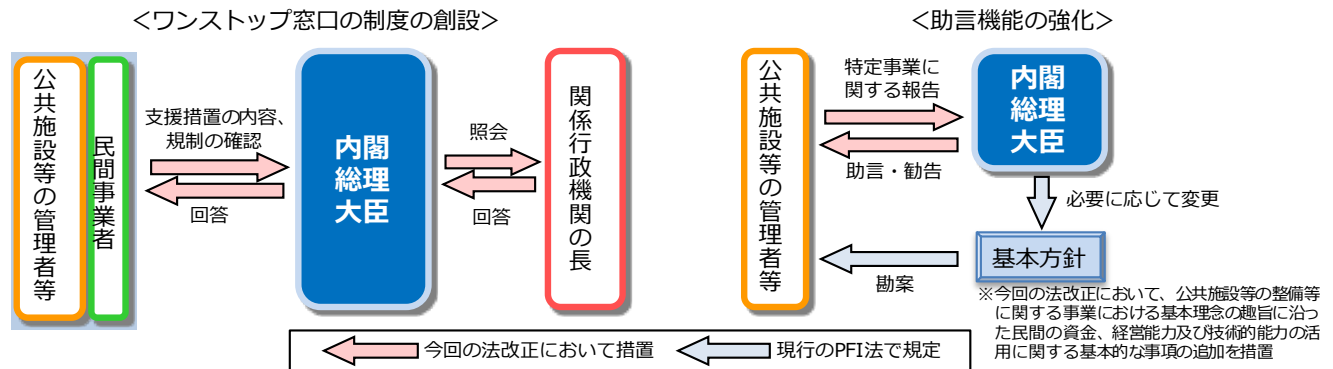 <ワンストップ窓口の制度の創設>
公共施設等の管理者等
民間事業者
支援措置の内容、
規制の確認
回答
内閣
総理
大臣
照会
回答
関係行政機関の長
<助言機能の強化>
公共施設等の管理者等
特定事業に
関する報告
助言・勧告
内閣
総理
大臣
必要に応じて変更
基本方針
勘案
※今回の法改正において、公共施設等の整備等
に関する事業における基本理念の趣旨に沿っ
た民間の資金、経営能力及び技術的能力の活
用に関する基本的な事項の追加を措置
今回の法改正において措置
現行のPFI法で規定